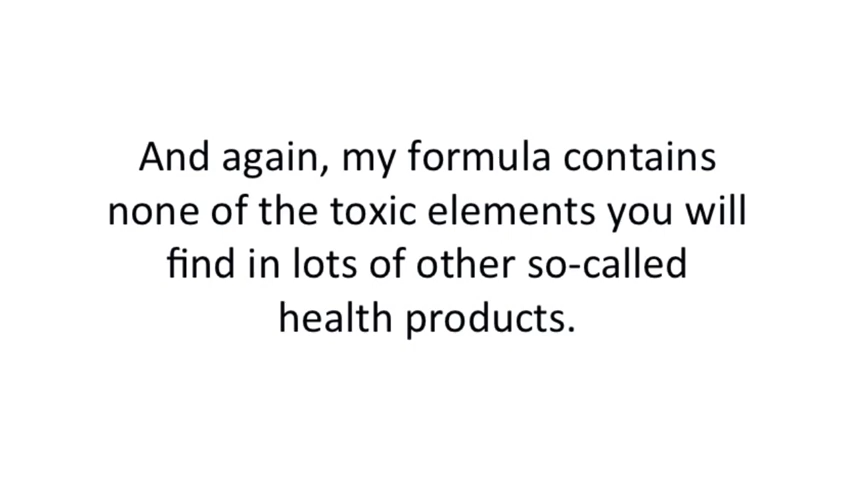 And again, my formula contains
none of the toxic elements you will
find in lots of other so-called
health products.